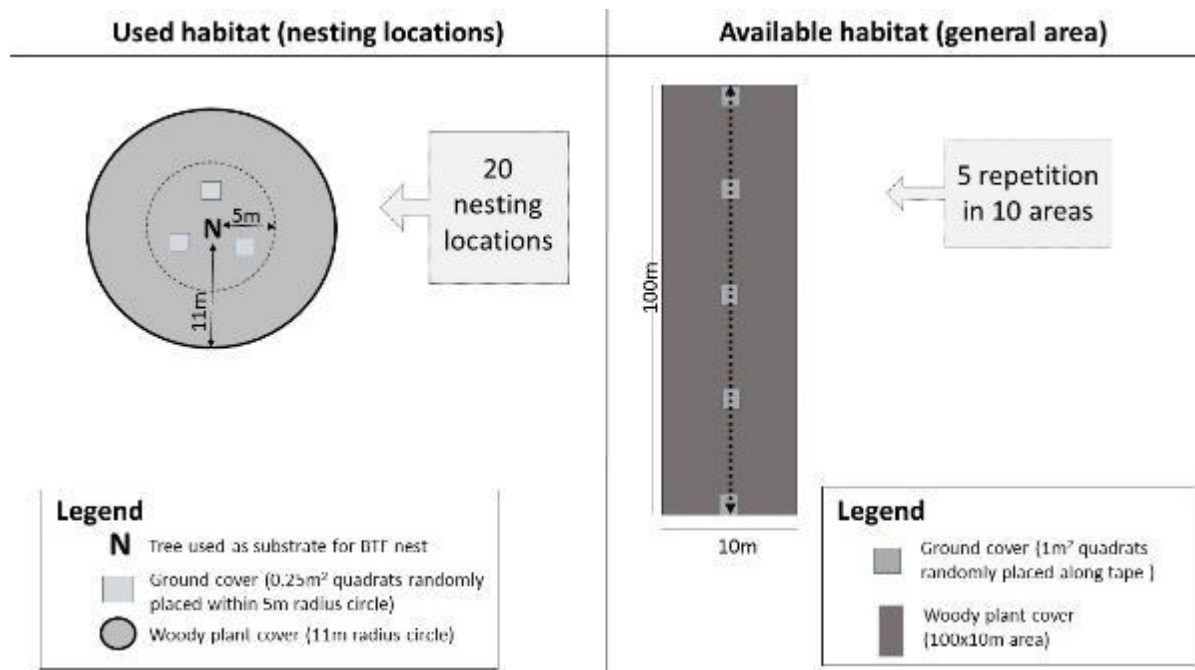 Used habitat (nesting locations)
Available habitat (general area)
5m
N
11m
20
nesting
locations
100m
10m
5 repetition
in 10 areas
Legend
N Tree used as substrate for BTF nest
Ground cover (0.25m² quadrats randomly
placed within 5m radius circle)
Woody plant cover (11m radius circle)
Legend
Ground cover (1m² quadrats
randomly placed along tape )
Woody plant cover
(100x10m area)